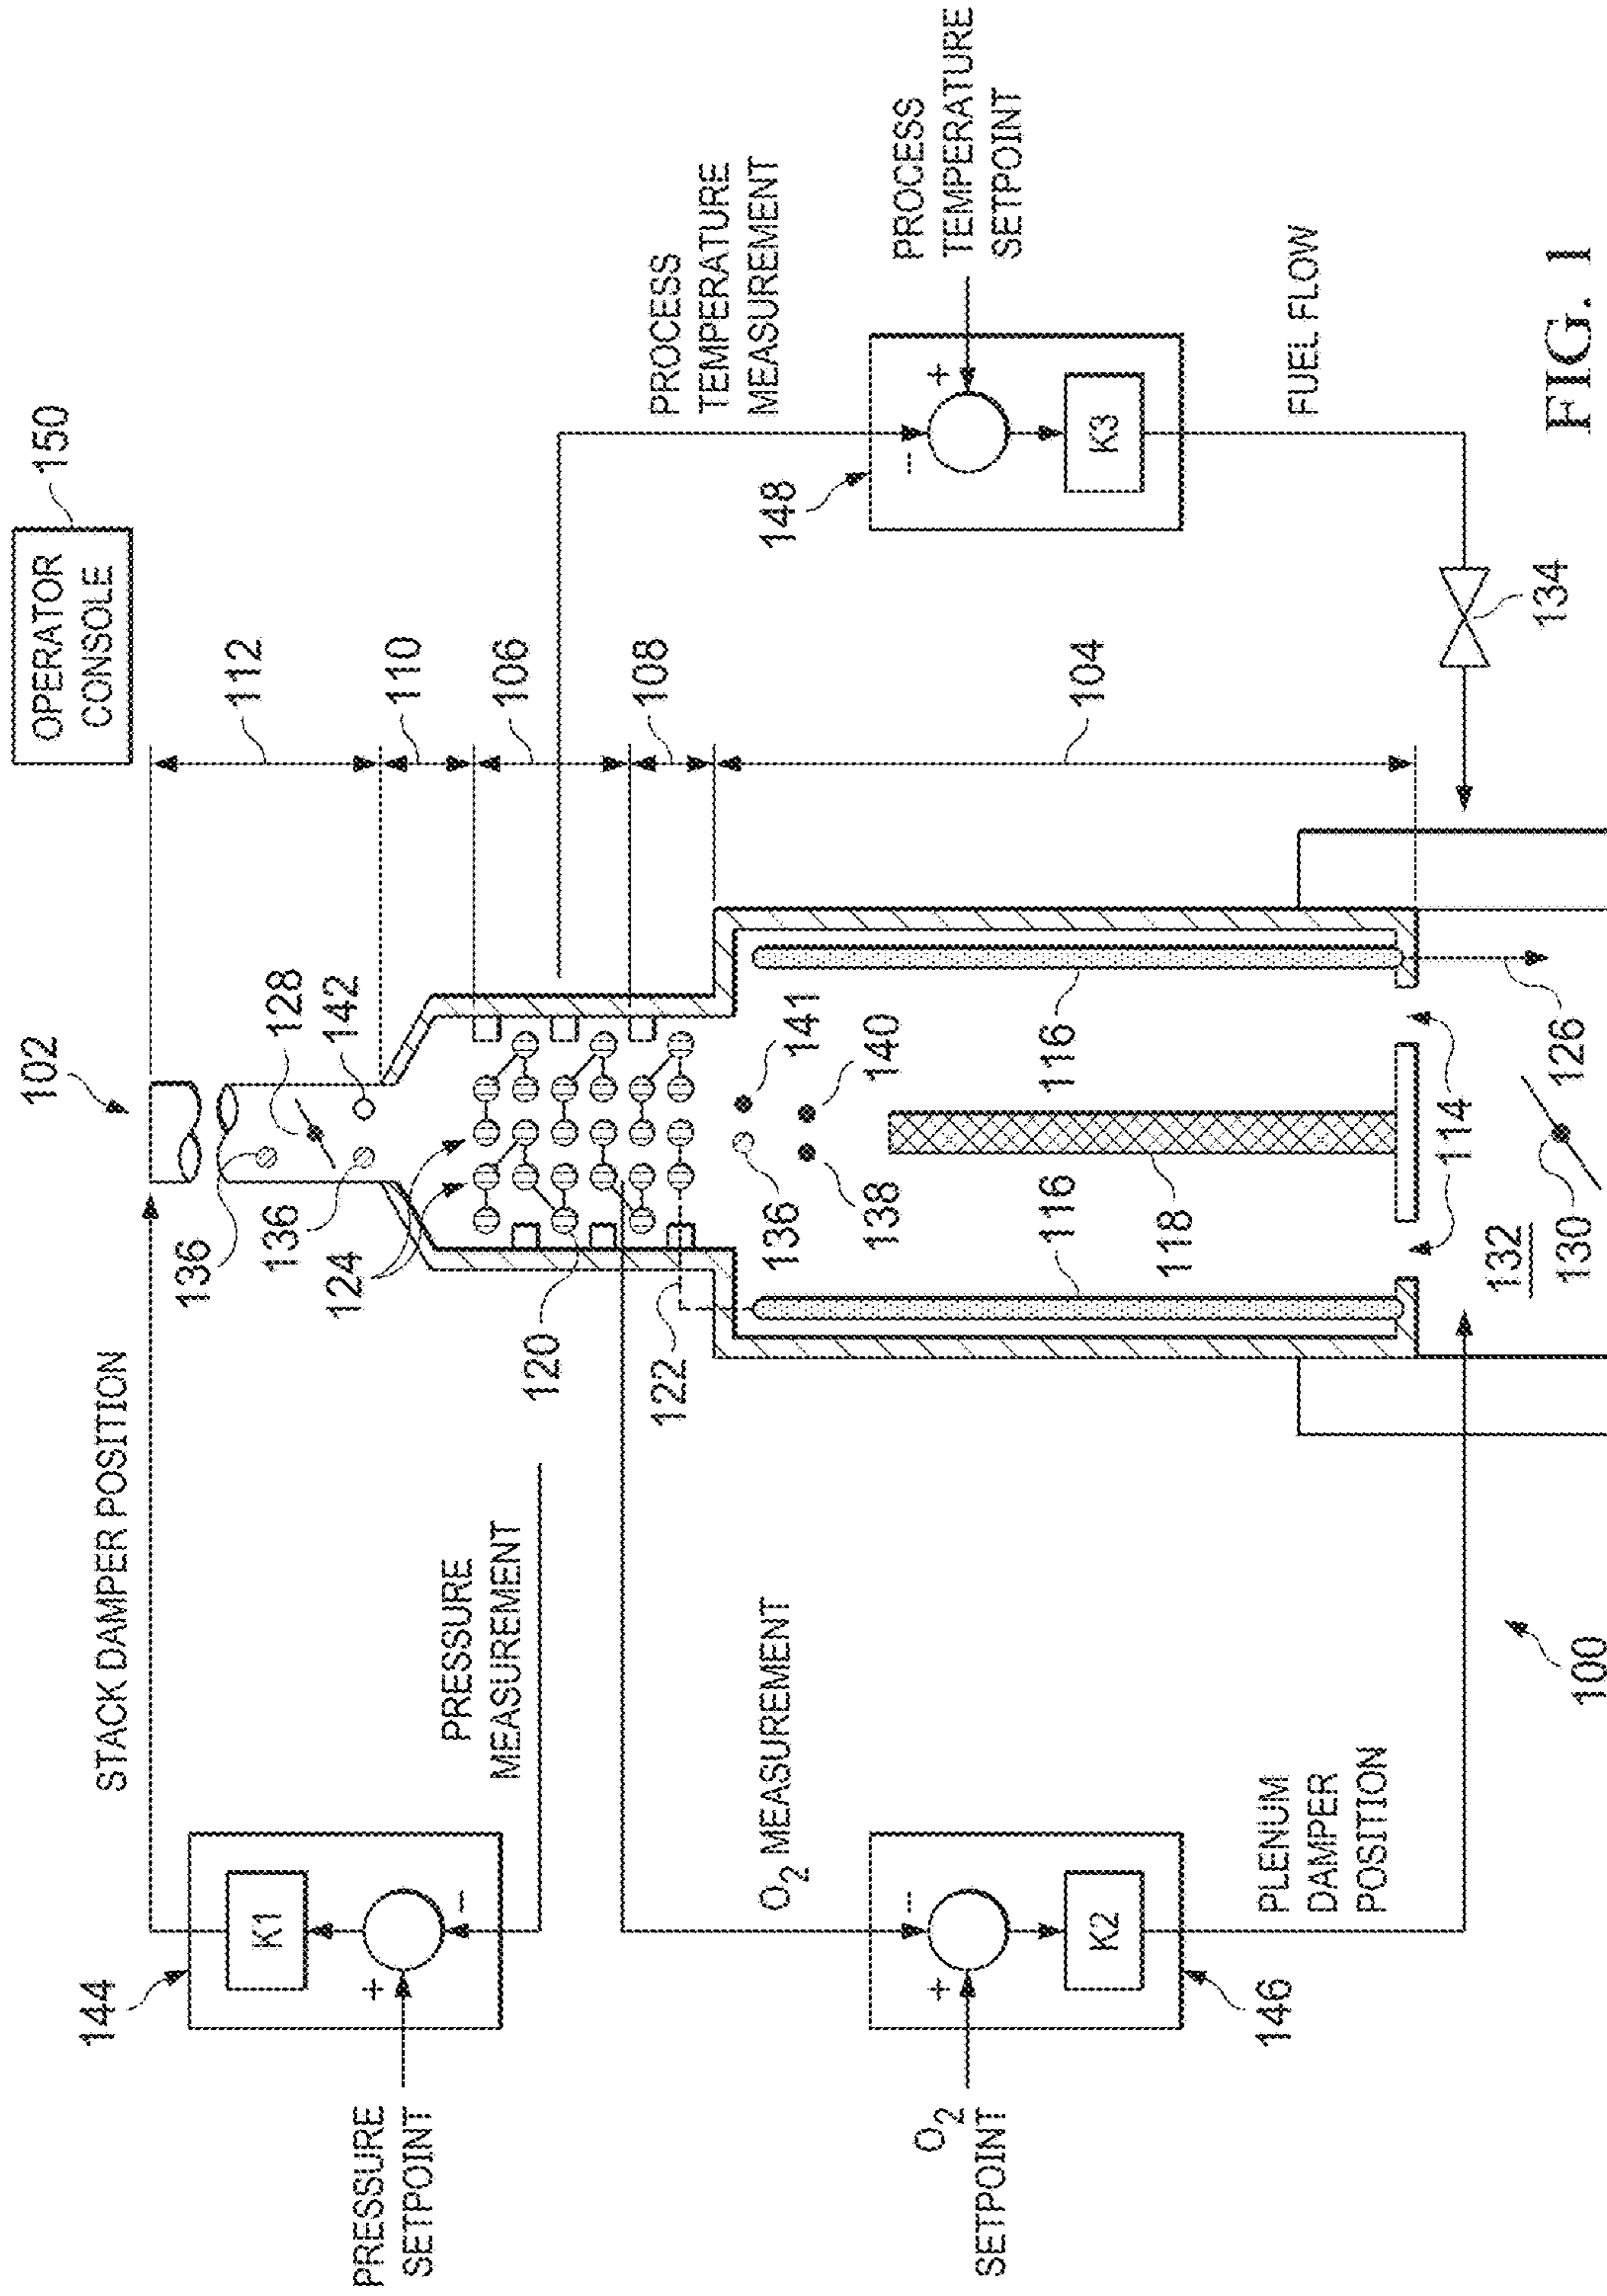 OPERATOR
CONSOLE
150
102
STACK DAMPER POSITION
144
K1
+
−
PRESSURE
SETPOINT
PRESSURE
MEASUREMENT
136
128
136
142
124
120
122
112
110
106
108
104
PROCESS
TEMPERATURE
MEASUREMENT
148
−
+
K3
PROCESS
TEMPERATURE
SETPOINT
FUEL FLOW
134
O2 MEASUREMENT
O2
SETPOINT
+
−
K2
146
PLENUM
DAMPER
POSITION
136
141
138
140
116
116
118
114
132
130
126
100
FIG. 1